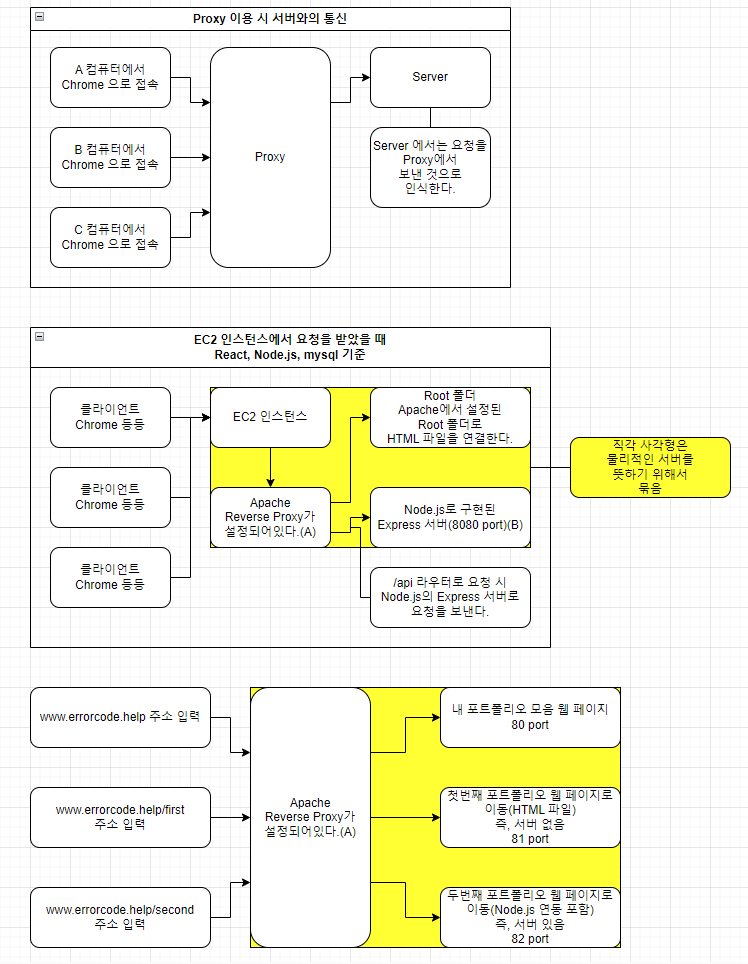 Proxy 이용 시 서버와의 통신
A 컴퓨터에서
Chrome 으로 접속
B 컴퓨터에서
Chrome 으로 접속
C 컴퓨터에서
Chrome 으로 접속
Proxy
Server
Server 에서는 요청을
Proxy에서
보낸 것으로
인식한다.
EC2 인스턴스에서 요청을 받았을 때
React, Node.js, mysql 기준
클라이언트
Chrome 등등
클라이언트
Chrome 등등
클라이언트
Chrome 등등
EC2 인스턴스
Apache
Reverse Proxy가
설정되어있다.(A)
Root 폴더
Apache에서 설정된
Root 폴더로
HTML 파일을 연결한다.
Node.js로 구현된
Express 서버(8080 port)(B)
/api 라우터로 요청 시
Node.js의 Express 서버로
요청을 보낸다.
직각 사각형은
물리적인 서버를
뜻하기 위해서
묶음
www.errorcode.help 주소 입력
www.errorcode.help/first
주소 입력
www.errorcode.help/second
주소 입력
Apache
Reverse Proxy가
설정되어있다.(A)
내 포트폴리오 모음 웹 페이지
80 port
첫번째 포트폴리오 웹 페이지로
이동(HTML 파일)
즉, 서버 없음
81 port
두번째 포트폴리오 웹 페이지로
이동(Node.js 연동 포함)
즉, 서버 있음
82 port